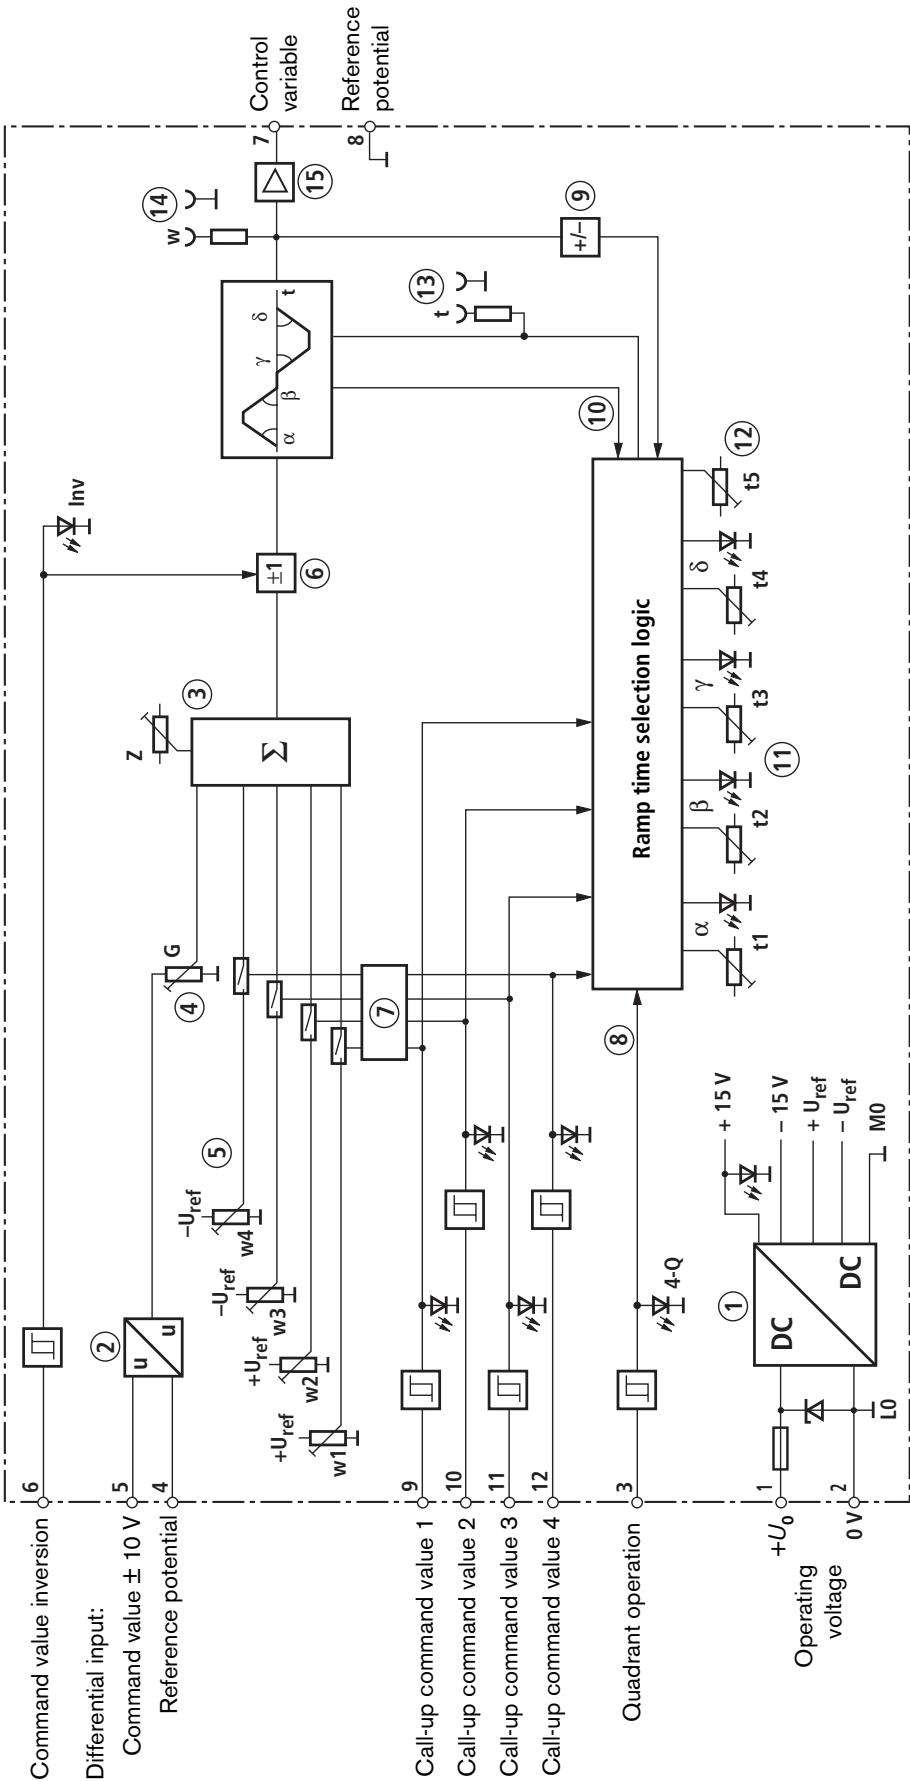 Command value inversion
6
Inv
Differential input:
Command value ± 10 V
5
Reference potential
4
2
u
u
4
G
3
Z
Σ
±1
6
α
β
γ
δ
t
w
14
15
7
Control
variable
8
Reference
potential
5
–Uref
w4
–Uref
w3
+Uref
w2
+Uref
w1
7
t
13
+/–
9
10
Call-up command value 1
9
Call-up command value 2
10
Call-up command value 3
11
Call-up command value 4
12
Quadrant operation
3
4-Q
8
Ramp time selection logic
α
β
γ
δ
t1
t2
t3
t4
t5
11
12
Operating
voltage
+U0
1
0 V
2
L0
1
DC
DC
+ 15 V
– 15 V
+ Uref
– Uref
M0